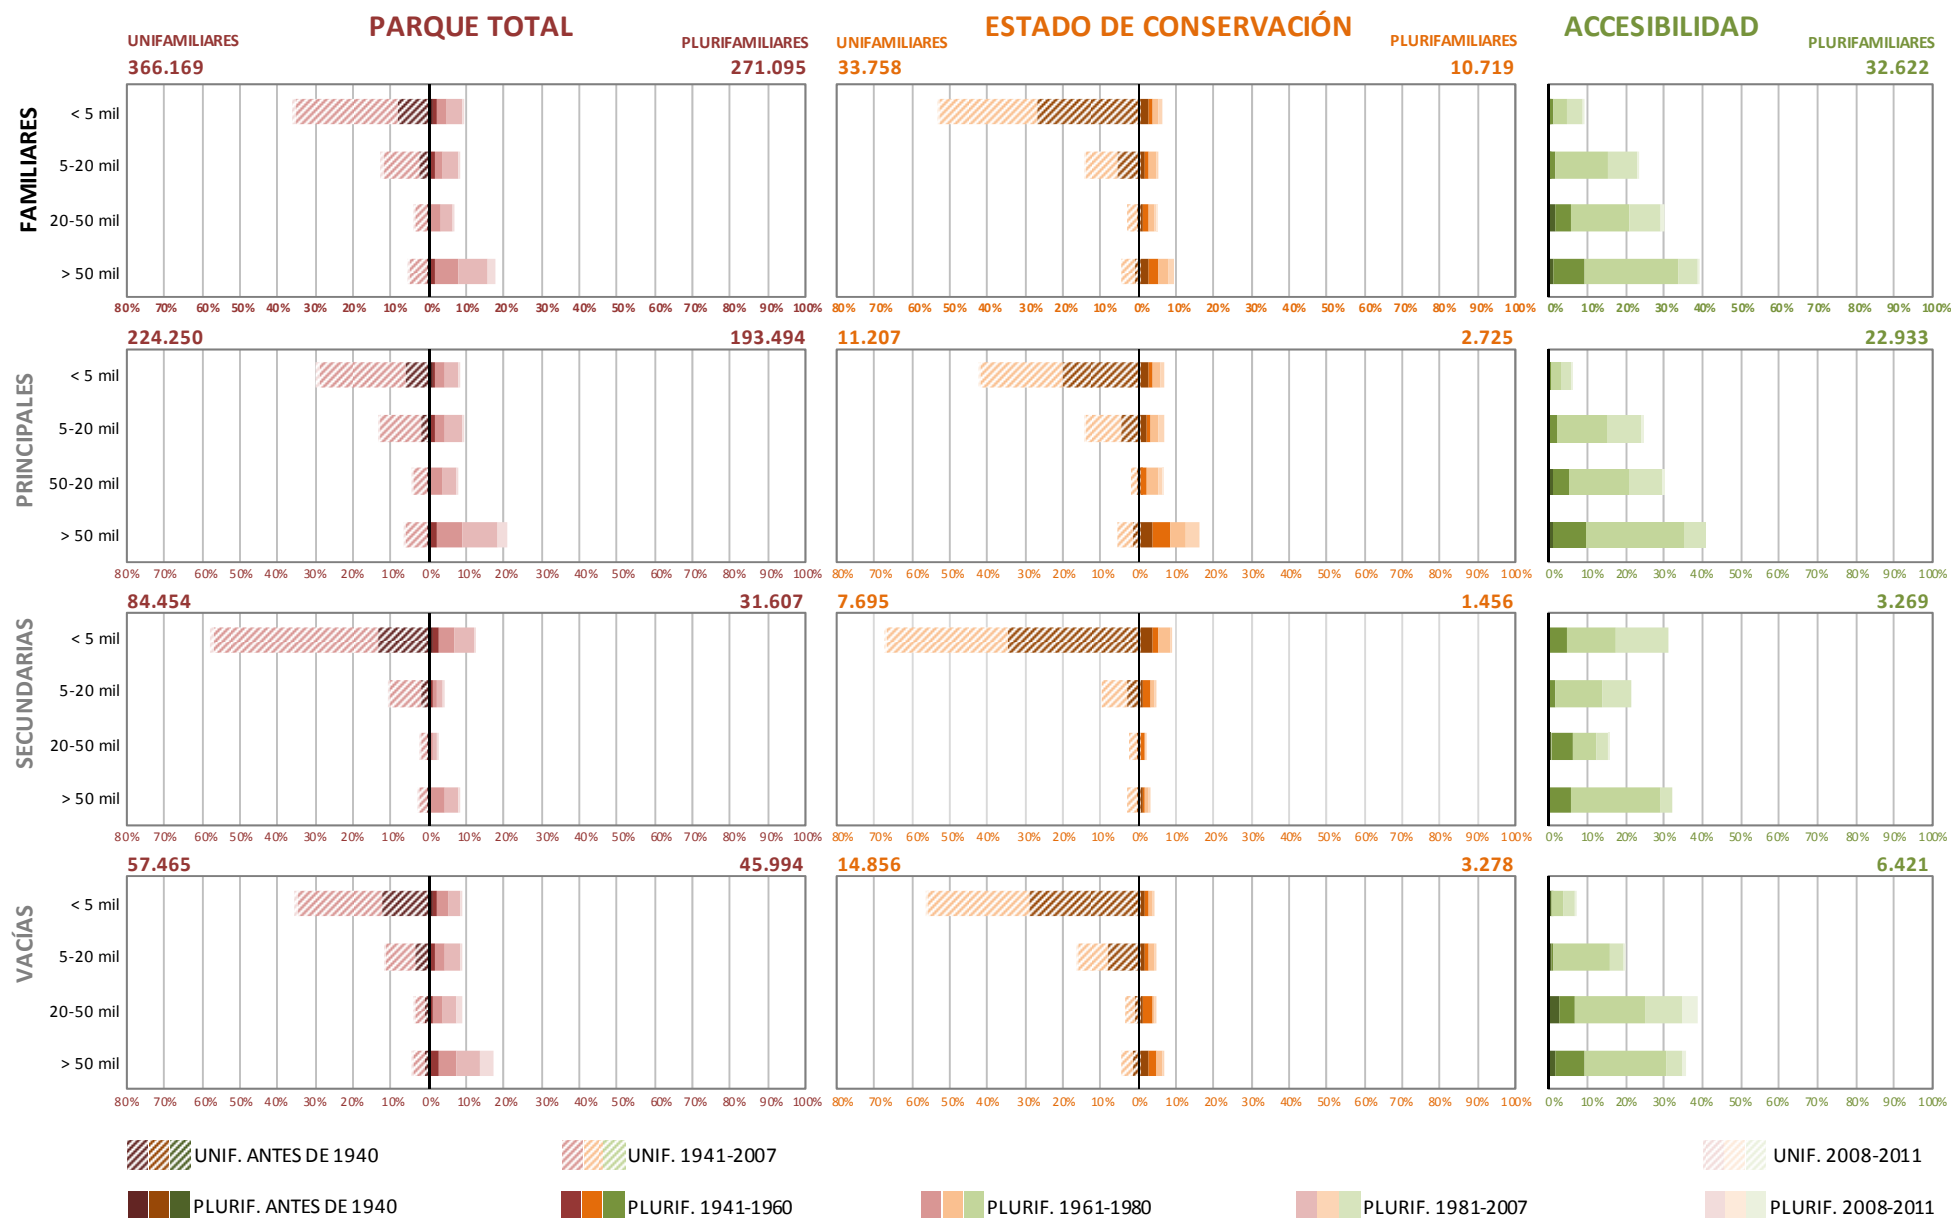 PARQUE TOTAL ESTADO DE CONSERVACIÓN ACCESIBILIDAD
UNIFAMILIARES PLURIFAMILIARES UNIFAMILIARES PLURIFAMILIARES PLURIFAMILIARES
366.169 271.095 33.758 10.719 32.622
FAMILIARES
< 5 mil
5-20 mil
20-50 mil
> 50 mil
80% 70% 60% 50% 40% 30% 20% 10% 0% 10% 20% 30% 40% 50% 60% 70% 80% 90% 100% 80% 70% 60% 50% 40% 30% 20% 10% 0% 10% 20% 30% 40% 50% 60% 70% 80% 90% 100% 0% 10% 20% 30% 40% 50% 60% 70% 80% 90% 100%
224.250 193.494 11.207 2.725 22.933
PRINCIPALES
< 5 mil
5-20 mil
50-20 mil
> 50 mil
80% 70% 60% 50% 40% 30% 20% 10% 0% 10% 20% 30% 40% 50% 60% 70% 80% 90% 100% 80% 70% 60% 50% 40% 30% 20% 10% 0% 10% 20% 30% 40% 50% 60% 70% 80% 90% 100% 0% 10% 20% 30% 40% 50% 60% 70% 80% 90% 100%
84.454 31.607 7.695 1.456 3.269
SECUNDARIAS
< 5 mil
5-20 mil
20-50 mil
> 50 mil
80% 70% 60% 50% 40% 30% 20% 10% 0% 10% 20% 30% 40% 50% 60% 70% 80% 90% 100% 80% 70% 60% 50% 40% 30% 20% 10% 0% 10% 20% 30% 40% 50% 60% 70% 80% 90% 100% 0% 10% 20% 30% 40% 50% 60% 70% 80% 90% 100%
57.465 45.994 14.856 3.278 6.421
VACÍAS
< 5 mil
5-20 mil
20-50 mil
> 50 mil
80% 70% 60% 50% 40% 30% 20% 10% 0% 10% 20% 30% 40% 50% 60% 70% 80% 90% 100% 80% 70% 60% 50% 40% 30% 20% 10% 0% 10% 20% 30% 40% 50% 60% 70% 80% 90% 100% 0% 10% 20% 30% 40% 50% 60% 70% 80% 90% 100%
UNIF. ANTES DE 1940 UNIF. 1941-2007 UNIF. 2008-2011
PLURIF. ANTES DE 1940 PLURIF. 1941-1960 PLURIF. 1961-1980 PLURIF. 1981-2007 PLURIF. 2008-2011